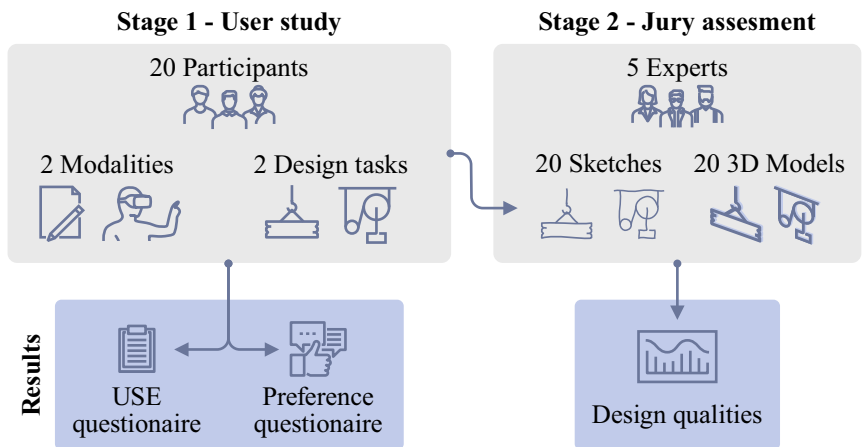 Stage 1 - User study
20 Participants
2 Modalities
2 Design tasks
Stage 2 - Jury assesment
5 Experts
20 Sketches
20 3D Models
Results
USE
questionaire
Preference
questionaire
Design qualities